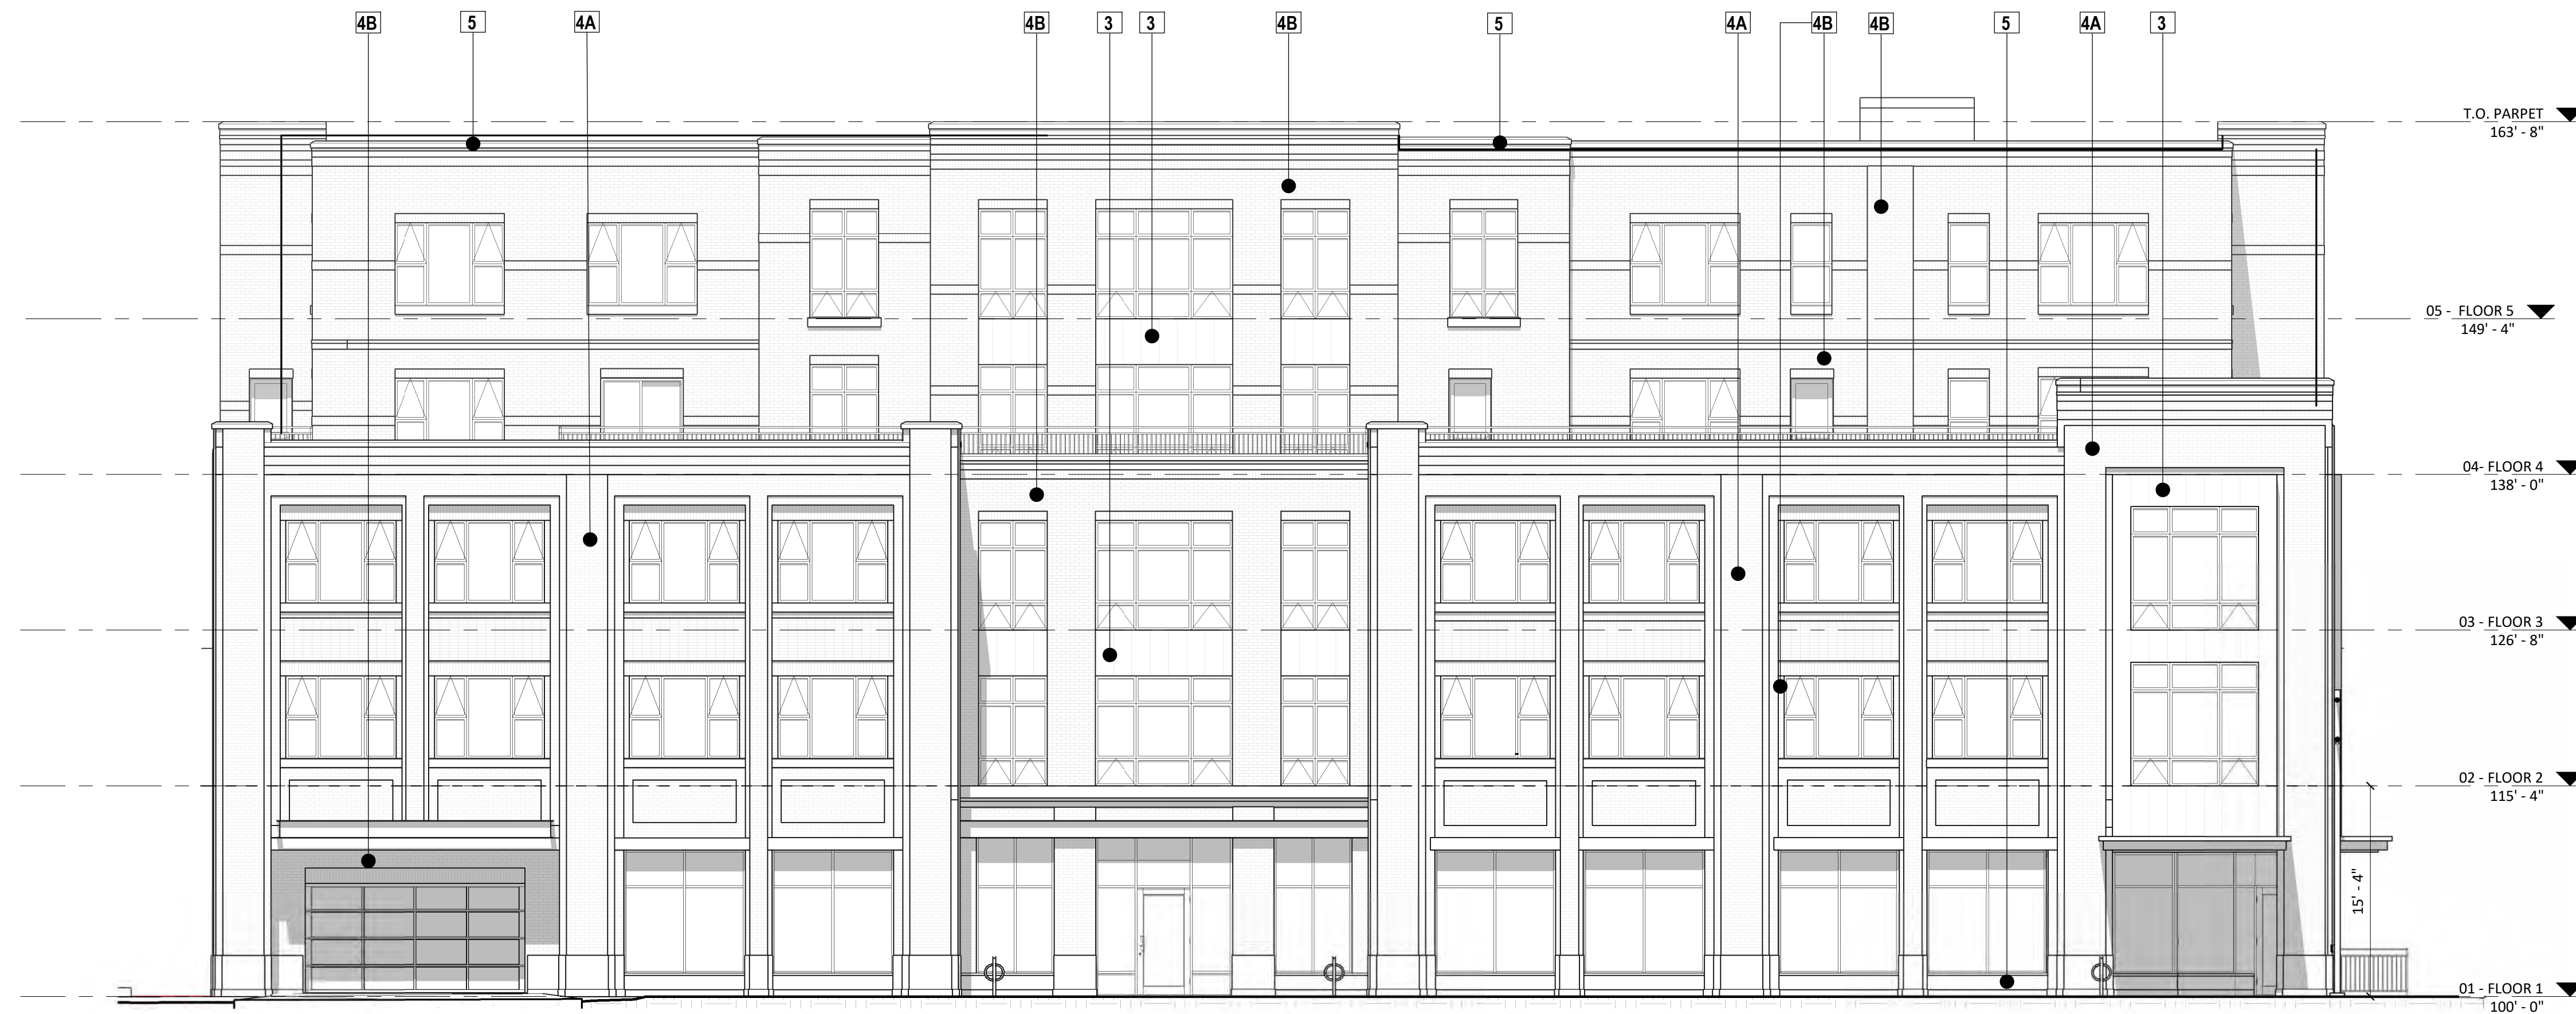 4B 5 4A 4B 3 3 4B 5 4A 4B 4B 5 4A 3
T.O. PARPET
163' - 8"
05 - FLOOR 5
149' - 4"
04- FLOOR 4
138' - 0"
03 - FLOOR 3
126' - 8"
02 - FLOOR 2
115' - 4"
15' - 4"
01 - FLOOR 1
100' - 0"